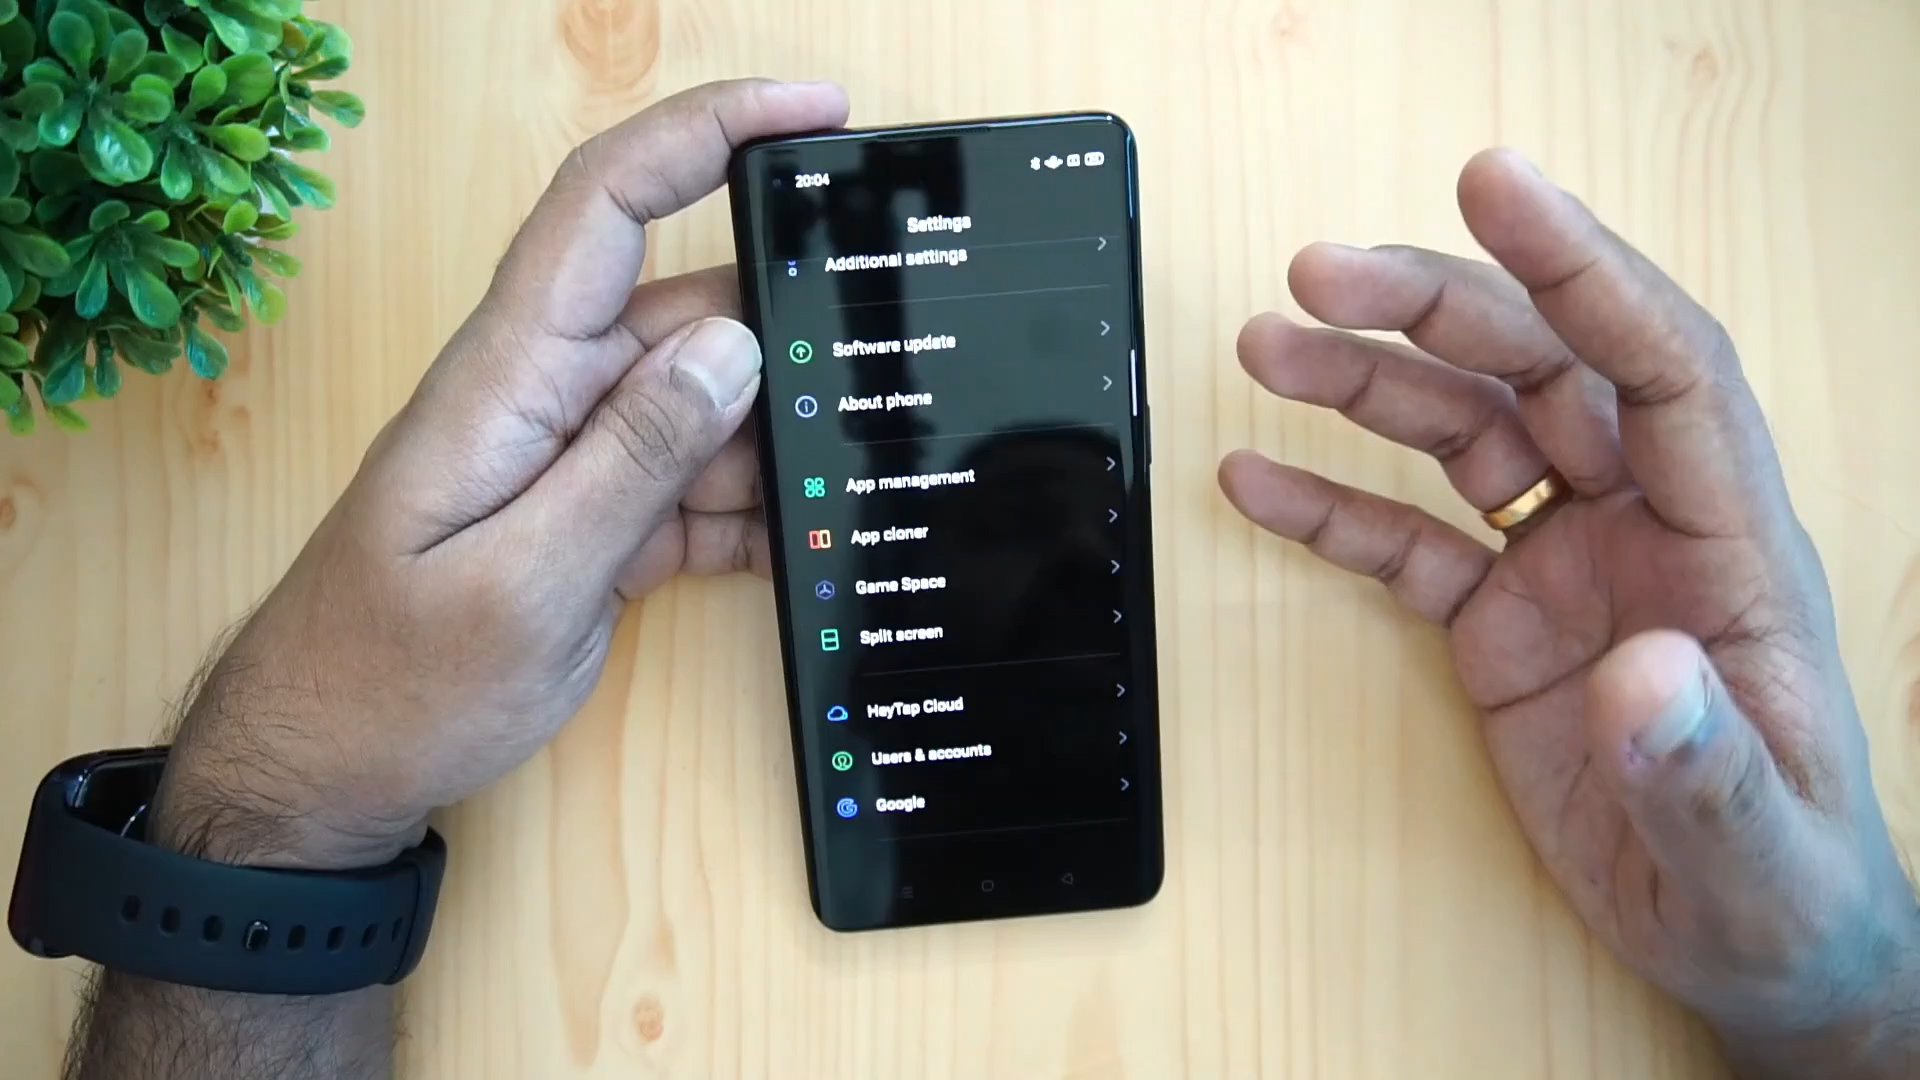 20:04
Settings
Additional settings
Software update
About phone
App management
App cloner
Game Space
Split screen
HeyTap Cloud
Users & accounts
Google